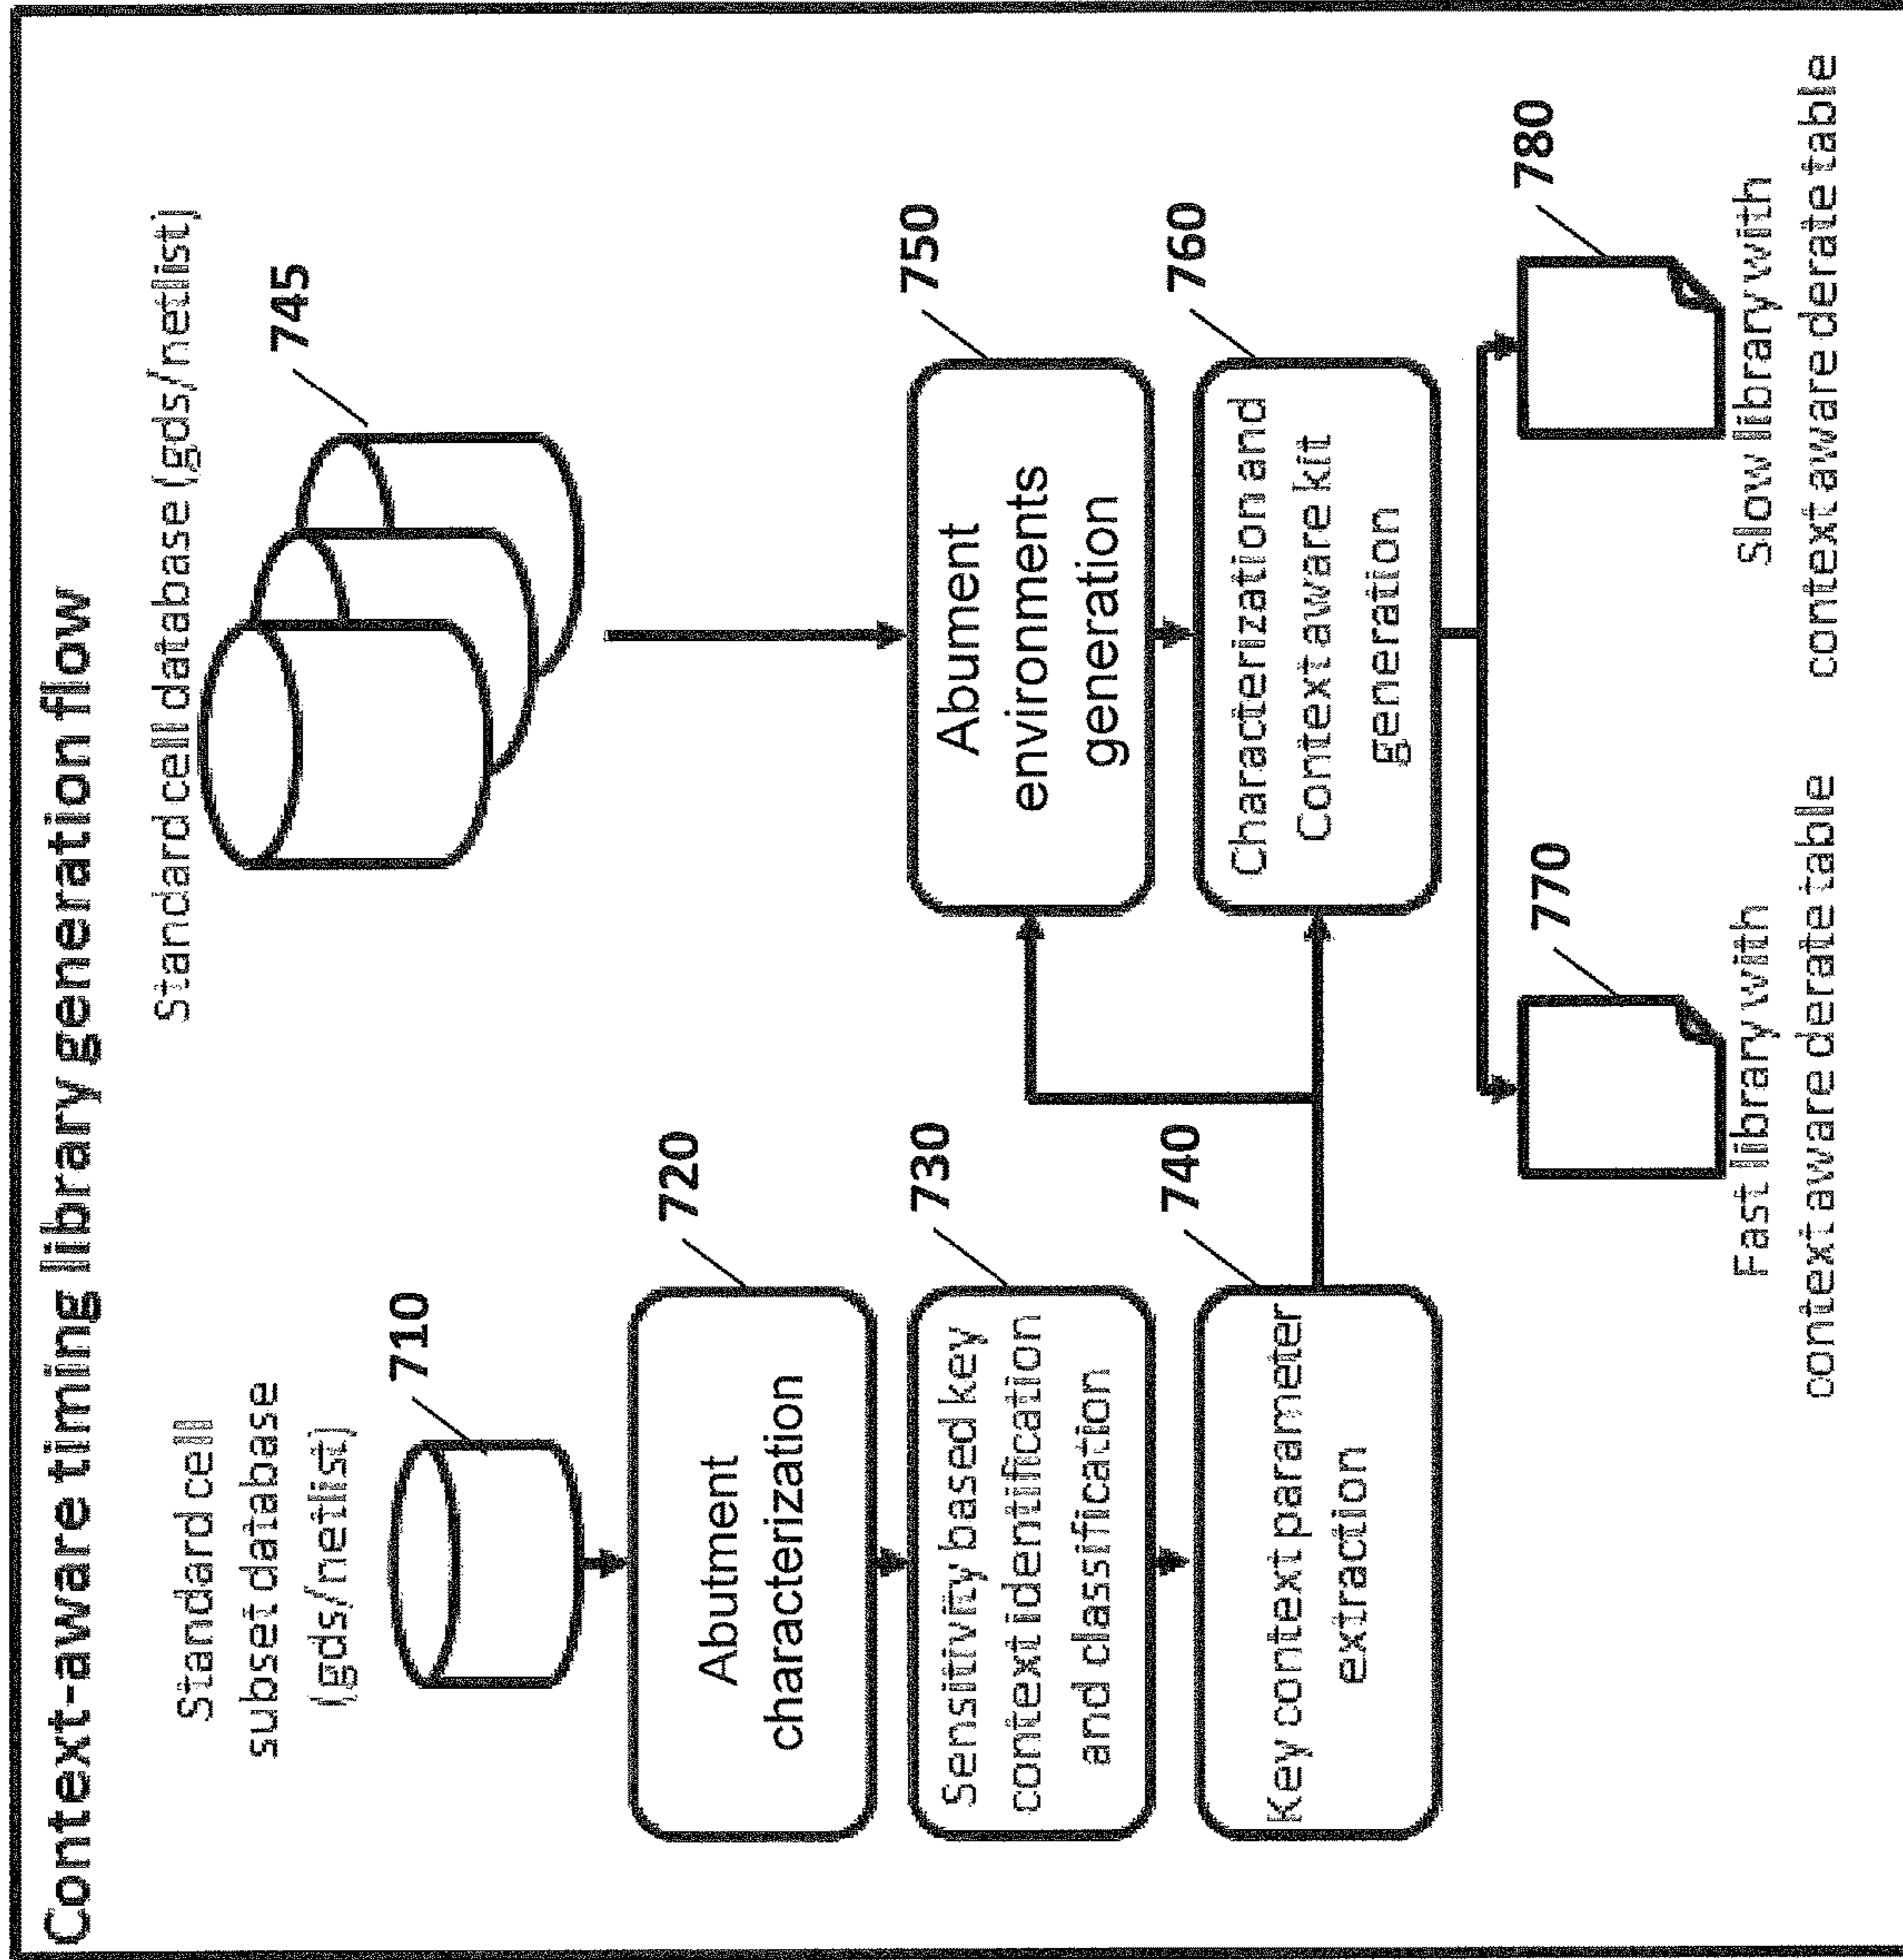 Context-aware timing library generation flow
Standard cell
subset database
(gds/netlist)
710
Abutment
characterization
720
Sensitivity based key
context identification
and classification
730
Key context parameter
extraction
740
Standard cell database (gds/netlist)
745
Abument
environments
generation
750
Characterization and
Context aware kit
generation
760
770
Fast library with
context aware derate table
780
Slow library with
context aware derate table